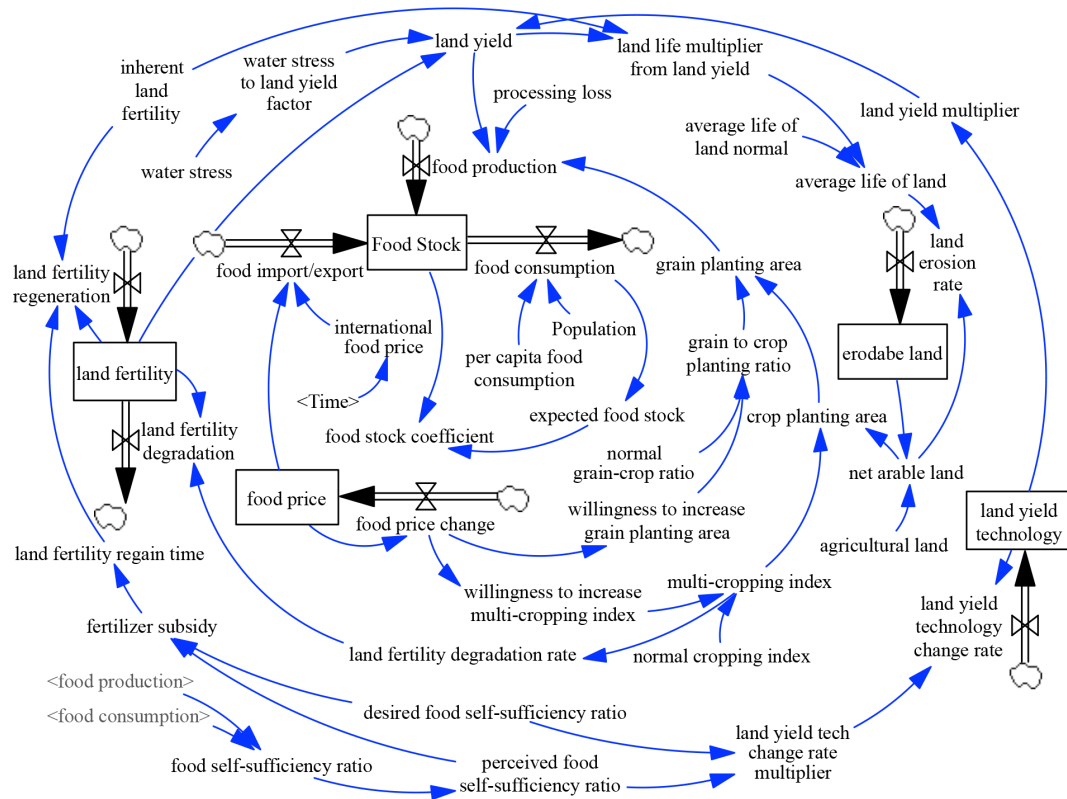 land yield
land life multiplier
from land yield
inherent
land
fertility
water stress
to land yield
factor
processing loss
land yield multiplier
average life of
land normal
water stress
food production
average life of land
Food Stock
land
erosion
rate
land fertility
regeneration
food import/export
food consumption
grain planting area
international
food price
Population
per capita food
consumption
grain to crop
planting ratio
erodabe land
land fertility
<Time>
expected food stock
crop planting area
land fertility
degradation
food stock coefficient
normal
grain-crop ratio
net arable land
food price
food price change
willingness to increase
grain planting area
land yield
technology
agricultural land
land fertility regain time
willingness to increase
multi-cropping index
multi-cropping index
land yield
technology
change rate
fertilizer subsidy
land fertility degradation rate
normal cropping index
<food production>
<food consumption>
desired food self-sufficiency ratio
land yield tech
change rate
multiplier
food self-sufficiency ratio
perceived food
self-sufficiency ratio